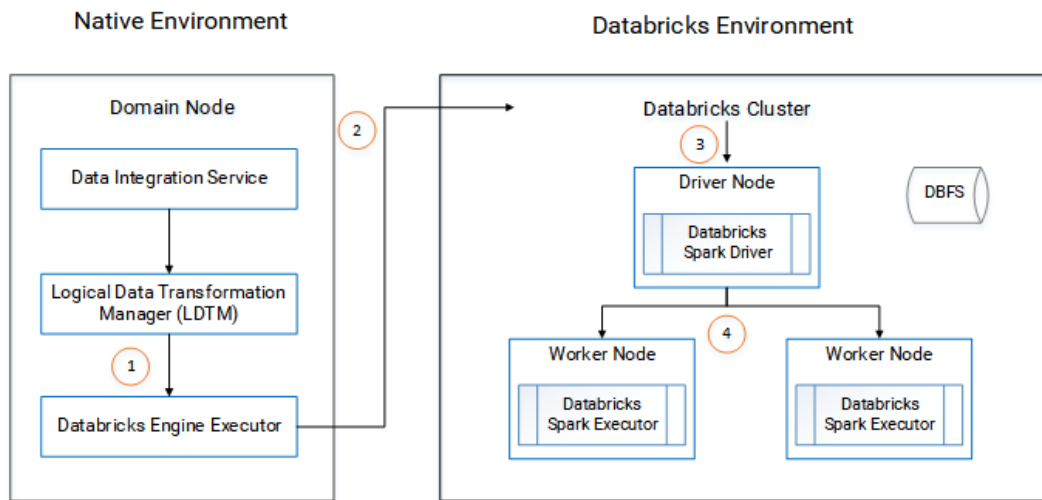 Native Environment
Databricks Environment
Domain Node
Data Integration Service
Logical Data Transformation
Manager (LDTM)
1
Databricks Engine Executor
2
Databricks Cluster
3
Driver Node
Databricks
Spark Driver
DBFS
4
Worker Node
Databricks
Spark Executor
Worker Node
Databricks
Spark Executor